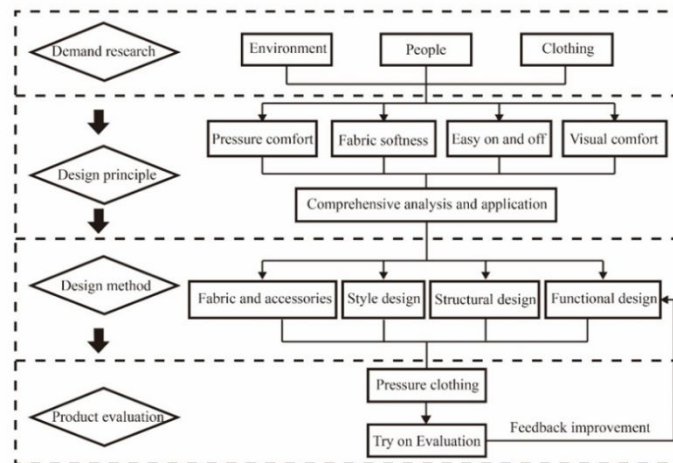 Demand research
Environment
People
Clothing
Pressure comfort
Fabric softness
Easy on and off
Visual comfort
Design principle
Comprehensive analysis and application
Design method
Fabric and accessories
Style design
Structural design
Functional design
Pressure clothing
Product evaluation
Try on Evaluation
Feedback improvement